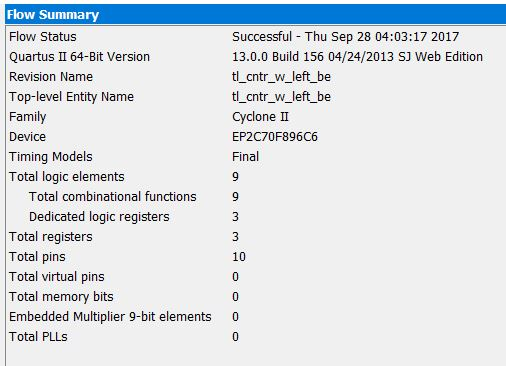 Flow Summary
Flow Status Successful - Thu Sep 28 04:03:17 2017
Quartus II 64-Bit Version 13.0.0 Build 156 04/24/2013 SJ Web Edition
Revision Name tl_cntr_w_left_be
Top-level Entity Name tl_cntr_w_left_be
Family Cyclone II
Device EP2C70F896C6
Timing Models Final
Total logic elements 9
Total combinational functions 9
Dedicated logic registers 3
Total registers 3
Total pins 10
Total virtual pins 0
Total memory bits 0
Embedded Multiplier 9-bit elements 0
Total PLLs 0